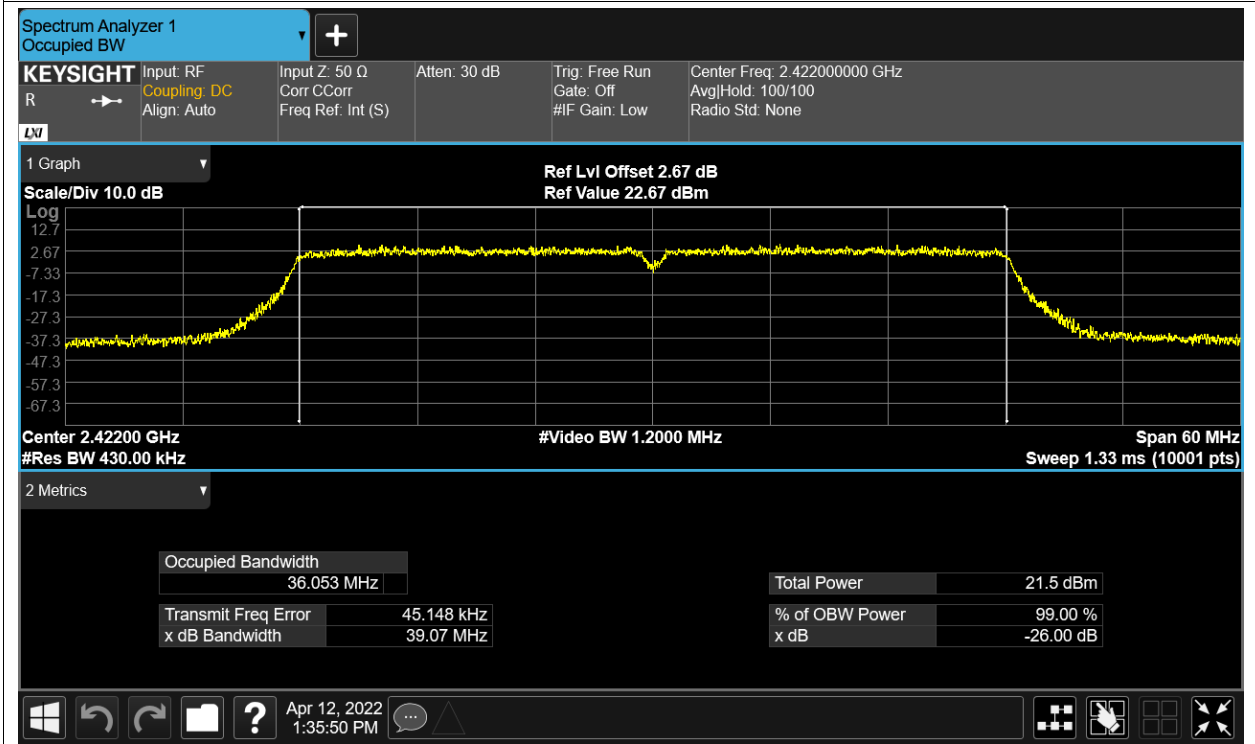 Spectrum Analyzer 1
Occupied BW
▼
+
KEYSIGHT Input: RF Input Z: 50 Ω Atten: 30 dB Trig: Free Run Center Freq: 2.422000000 GHz
R Coupling: DC Corr CCorr Gate: Off Avg|Hold: 100/100
Align: Auto Freq Ref: Int (S) #IF Gain: Low Radio Std: None
LXI
1 Graph ▼
Ref Lvl Offset 2.67 dB
Scale/Div 10.0 dB Ref Value 22.67 dBm
Log
12.7
2.67
-7.33
-17.3
-27.3
-37.3
-47.3
-57.3
-67.3
Center 2.42200 GHz #Video BW 1.2000 MHz Span 60 MHz
#Res BW 430.00 kHz Sweep 1.33 ms (10001 pts)
2 Metrics ▼
Occupied Bandwidth
36.053 MHz Total Power 21.5 dBm
Transmit Freq Error 45.148 kHz % of OBW Power 99.00 %
x dB Bandwidth 39.07 MHz x dB -26.00 dB
? Apr 12, 2022
1:35:50 PM